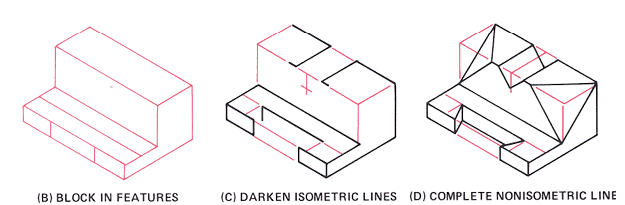 (B) BLOCK IN FEATURES (C) DARKEN ISOMETRIC LINES (D) COMPLETE NONISOMETRIC LINE